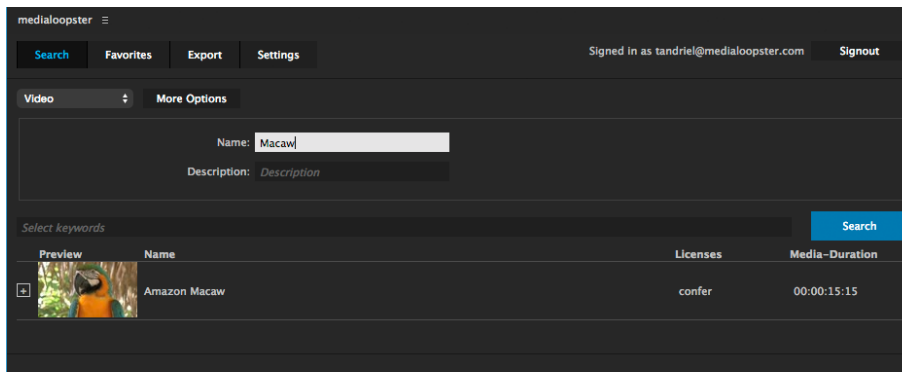 medialoopster
Search Favorites Export Settings Signed in as tandriel@medialoopster.com Signout
Video More Options
Name: Macaw
Description: Description
Select keywords Search
Preview Name Licenses Media-Duration
Amazon Macaw confer 00:00:15:15